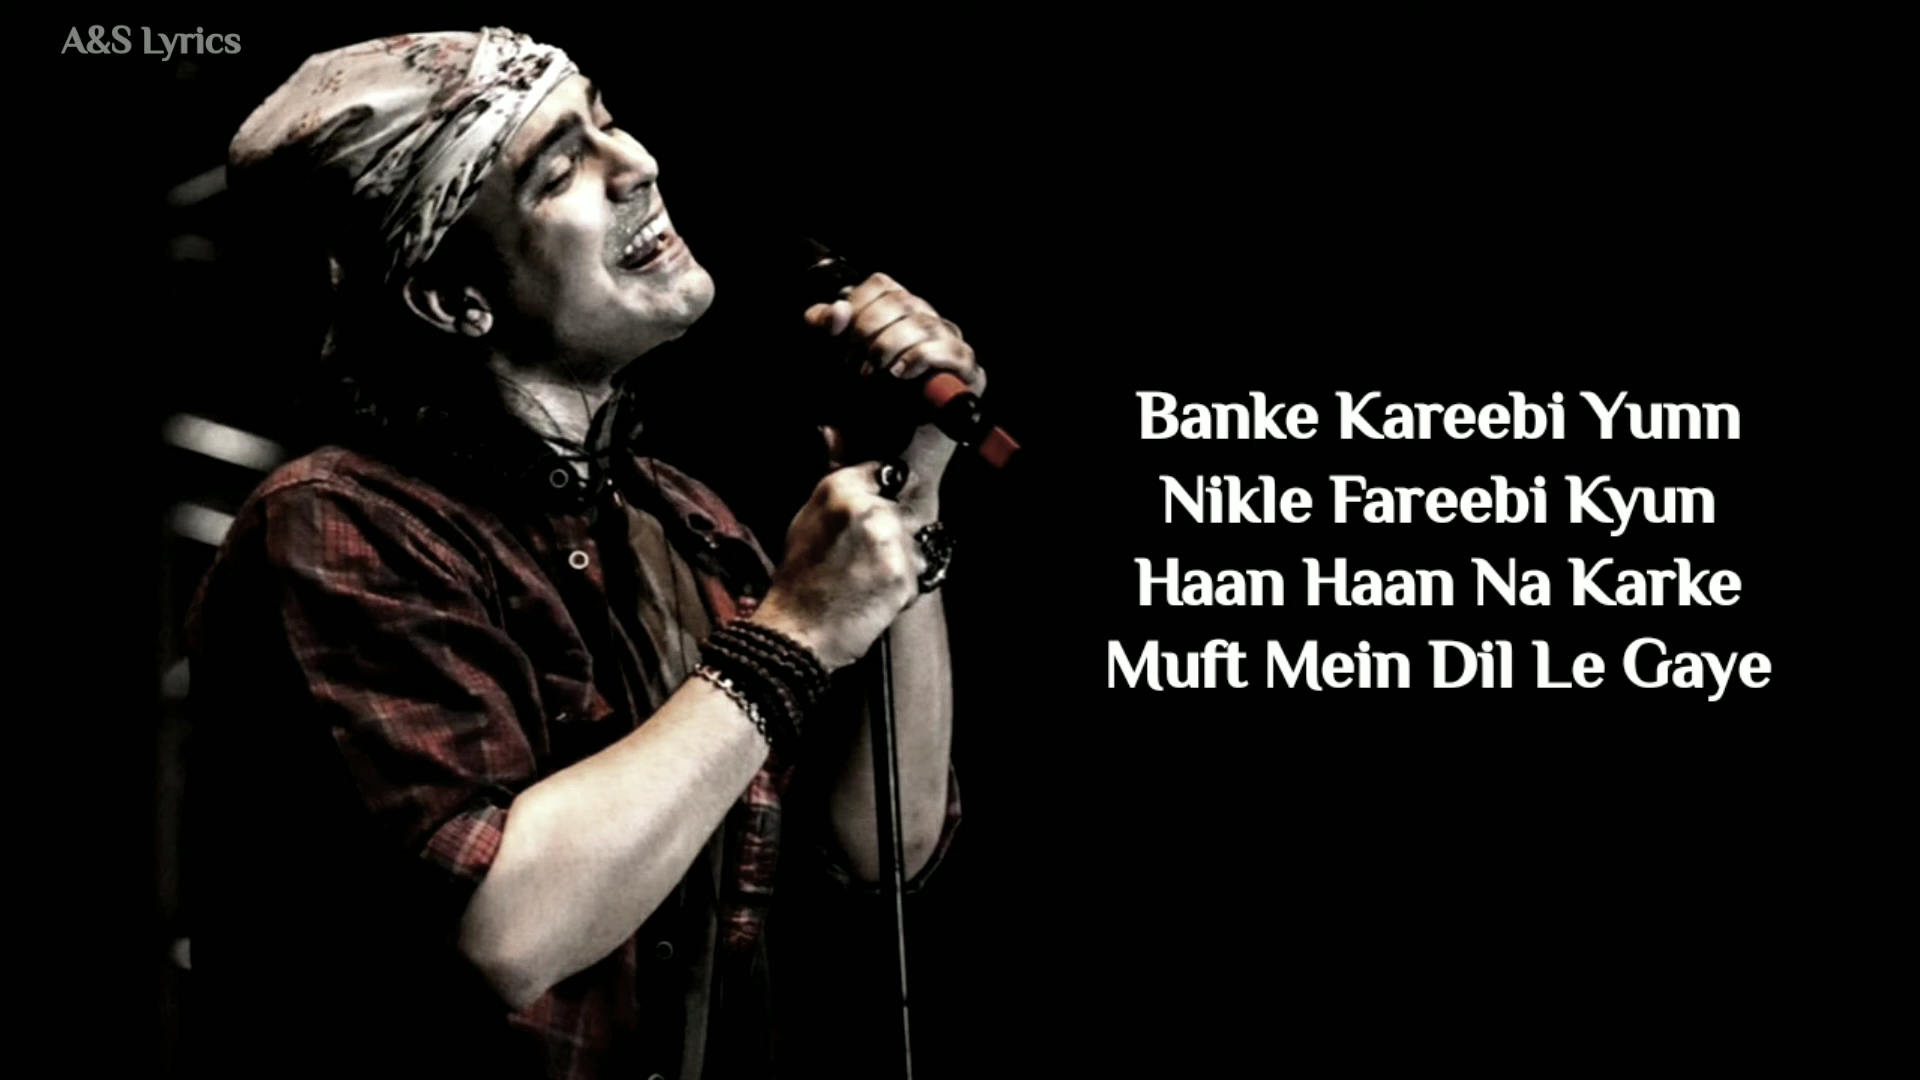 A&S Lyrics
Banke Kareebi Yunn
Nikle Fareebi Kyun
Haan Haan Na Karke
Muft Mein Dil Le Gaye